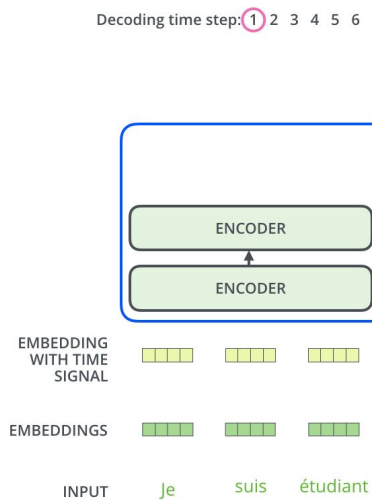 Decoding time step: 1 2 3 4 5 6
ENCODER
ENCODER
EMBEDDING
WITH TIME
SIGNAL
EMBEDDINGS
INPUT Je suis étudiant